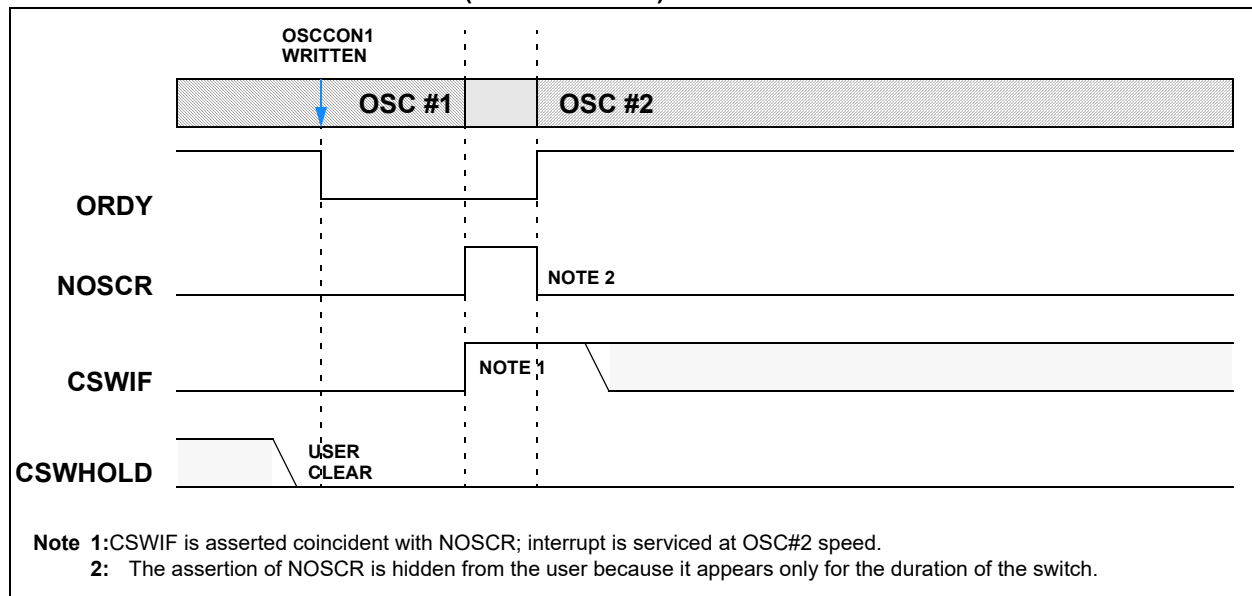 OSCCON1
WRITTEN
OSC #1
OSC #2
ORDY
NOSCR
NOTE 2
CSWIF
NOTE 1
CSWHOLD
USER
CLEAR
Note 1:CSWIF is asserted coincident with NOSCR; interrupt is serviced at OSC#2 speed.
2: The assertion of NOSCR is hidden from the user because it appears only for the duration of the switch.